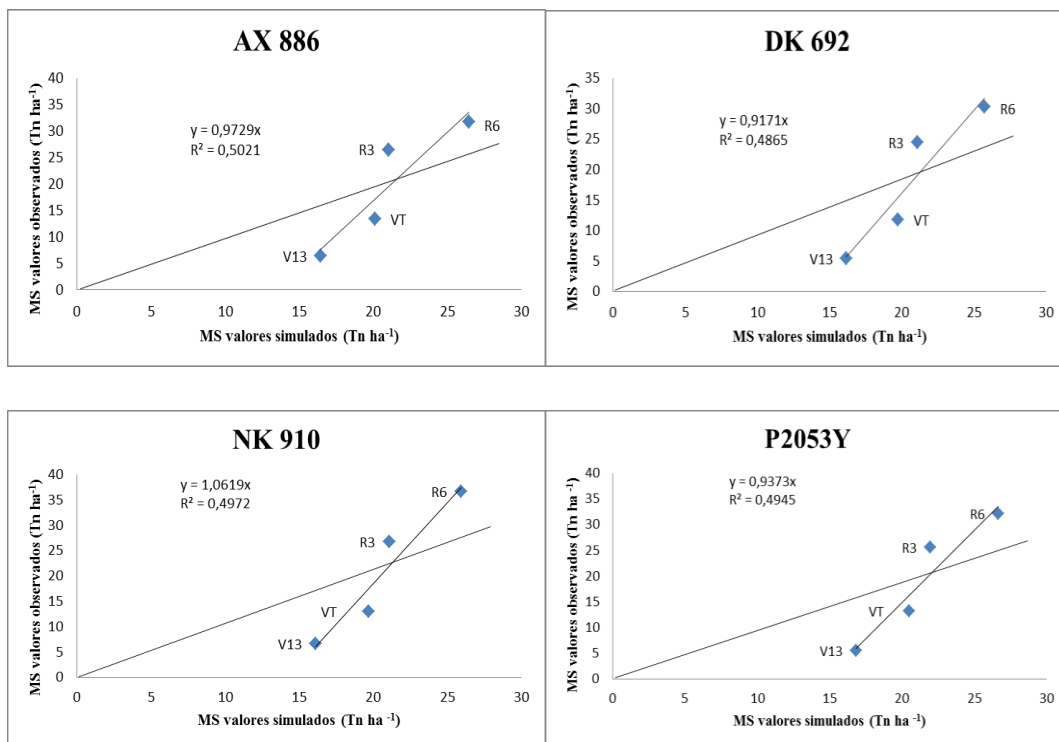 AX 886
MS valores observados (Tn ha⁻¹)
40
35
30
25
20
15
10
5
0
y = 0,9729x
R² = 0,5021
R6
R3
VT
V13
0 5 10 15 20 25 30
MS valores simulados (Tn ha⁻¹)
DK 692
MS valores observados (Tn ha⁻¹)
35
30
25
20
15
10
5
0
y = 0,9171x
R² = 0,4865
R6
R3
VT
V13
0 5 10 15 20 25 30
MS valores simulados (Tn ha⁻¹)
NK 910
MS valores observados (Tn ha⁻¹)
40
35
30
25
20
15
10
5
0
y = 1,0619x
R² = 0,4972
R6
R3
VT
V13
0 5 10 15 20 25 30
MS valores simulados (Tn ha ⁻¹)
P2053Y
MS valores observados (Tn ha ⁻¹)
40
35
30
25
20
15
10
5
0
y = 0,9373x
R² = 0,4945
R6
R3
VT
V13
0 5 10 15 20 25 30
MS valores simulados (Tn ha⁻¹)